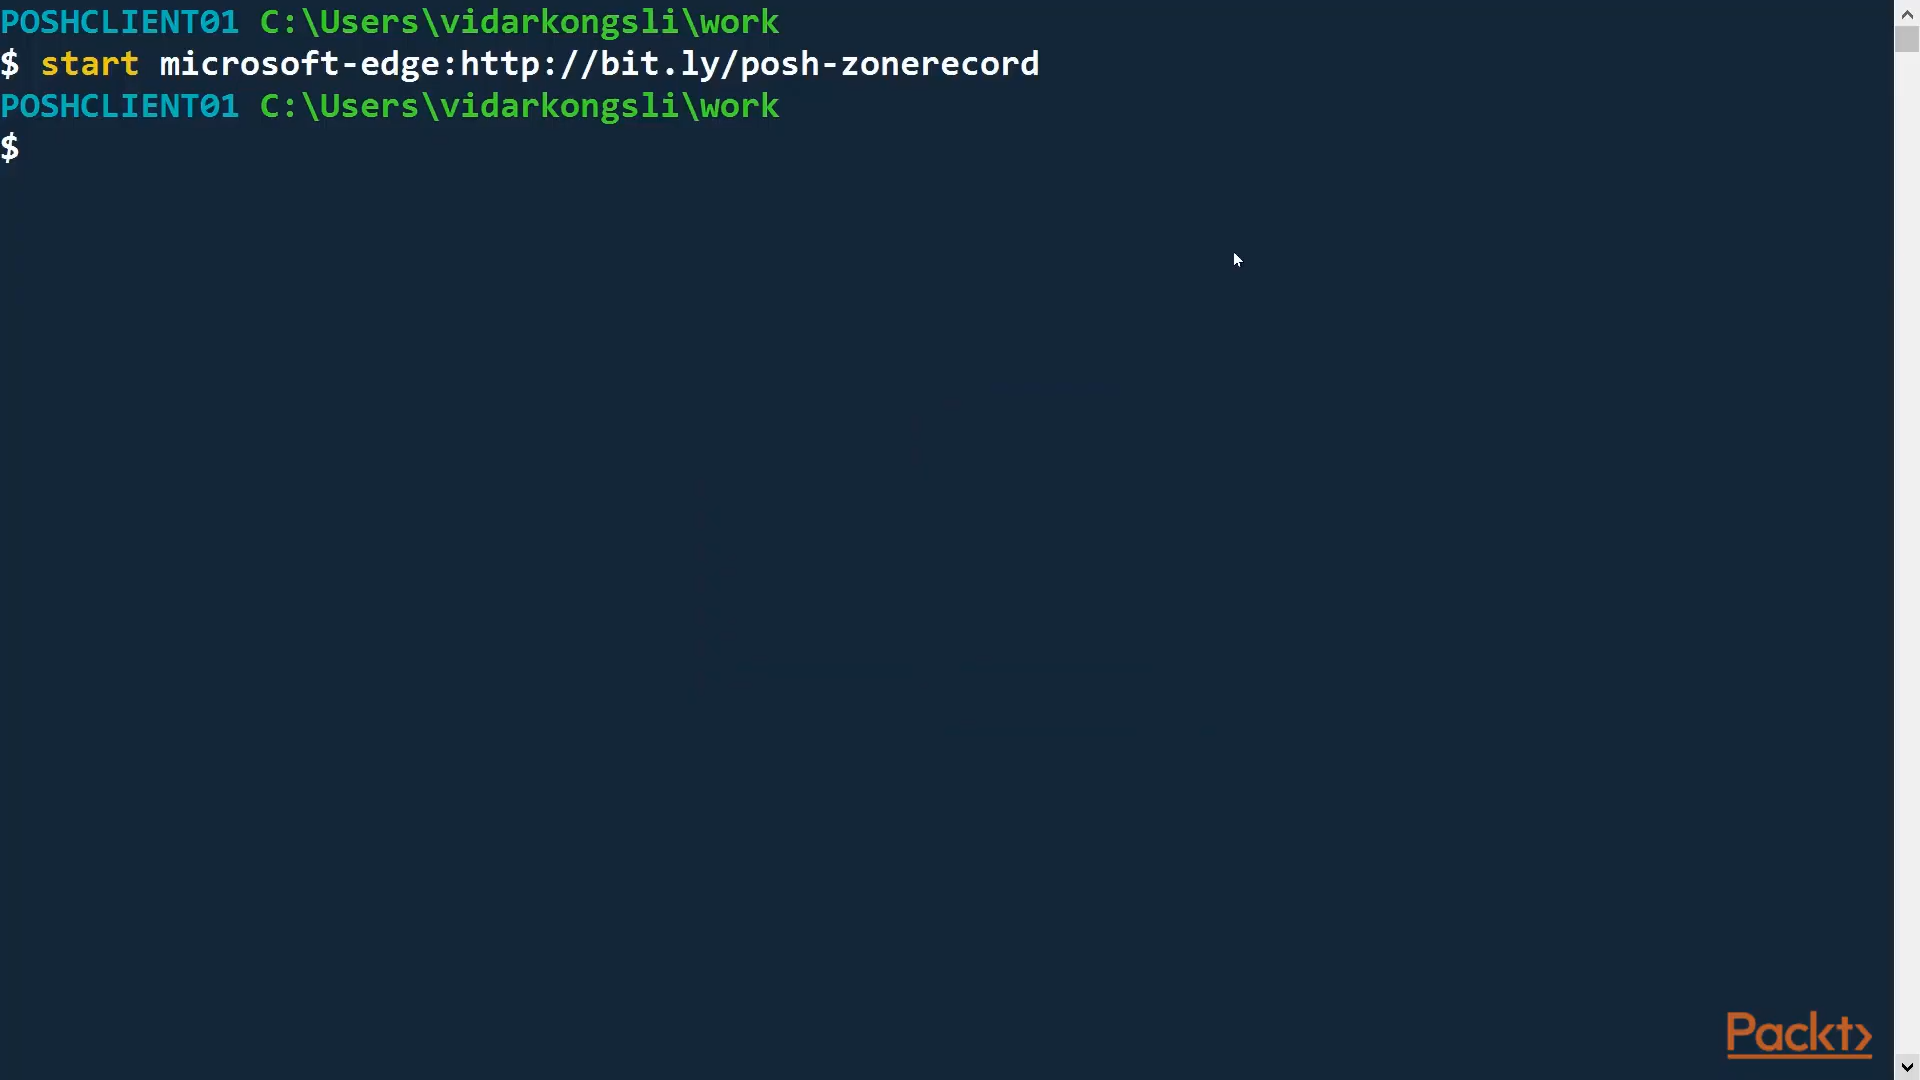 POSHCLIENT01 C:\Users\vidarkongsli\work
$ start microsoft-edge:http://bit.ly/posh-zonerecord
POSHCLIENT01 C:\Users\vidarkongsli\work
$
Packt>